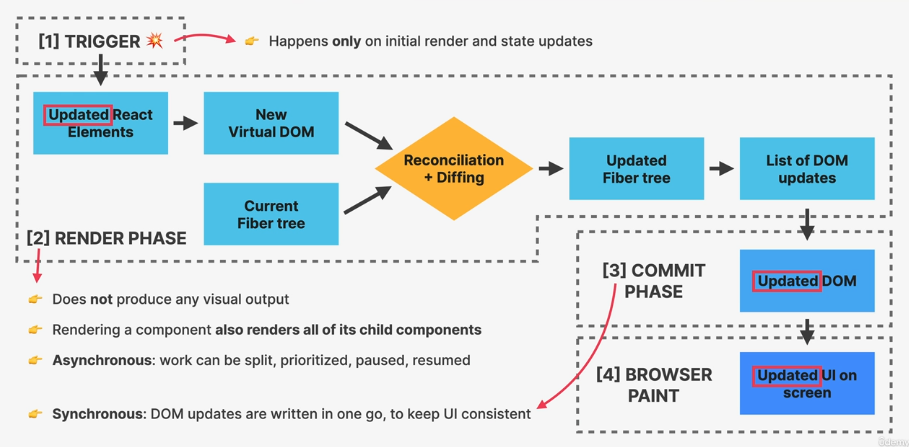 [1] TRIGGER 💥
👉 Happens only on initial render and state updates
Updated React
Elements
New
Virtual DOM
Current
Fiber tree
Reconciliation
+ Diffing
Updated
Fiber tree
List of DOM
updates
[2] RENDER PHASE
[3] COMMIT
PHASE
Updated DOM
👉 Does not produce any visual output
👉 Rendering a component also renders all of its child components
👉 Asynchronous: work can be split, prioritized, paused, resumed
[4] BROWSER
PAINT
Updated UI on
screen
👉 Synchronous: DOM updates are written in one go, to keep UI consistent